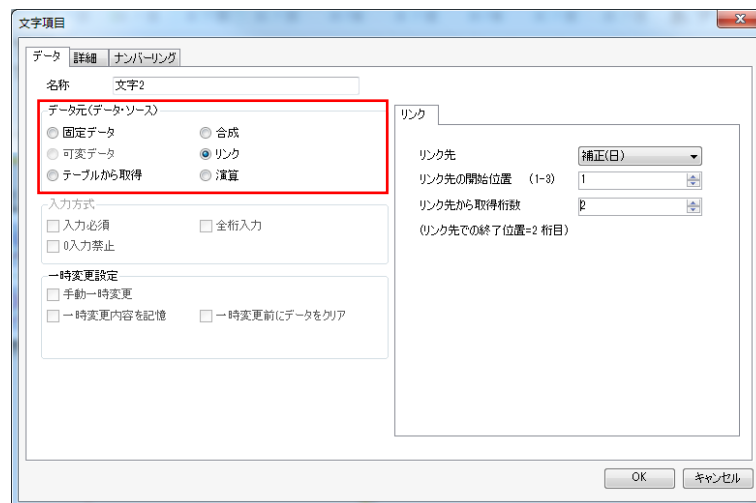 文字項目
データ 詳細 ナンバーリング
名称 文字2
データ元(データ・ソース)
固定データ 合成
可変データ リンク
テーブルから取得 演算
入力方式
入力必須 全桁入力
0入力禁止
一時変更設定
手動一時変更
一時変更内容を記憶 一時変更前にデータをクリア
リンク
リンク先 補正(日)
リンク先の開始位置 (1-3) 1
リンク先から取得桁数 2
(リンク先での終了位置=2 桁目)
OK キャンセル